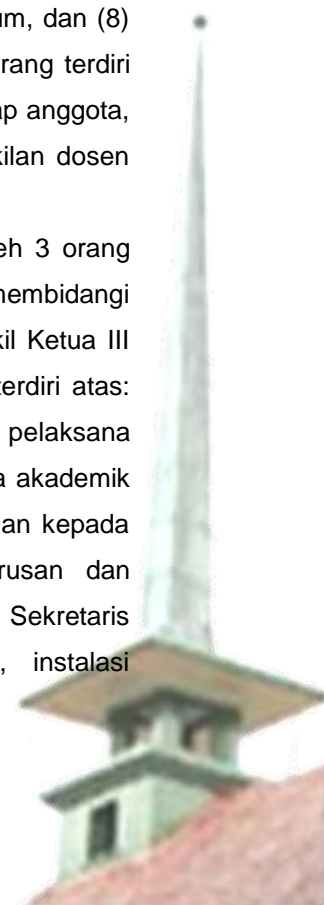 um, dan (8)
rang terdiri
ap anggota,
kilan dosen
eh 3 orang
membidangi
kil Ketua III
terdiri atas:
pelaksana
a akademik
an kepada
rusan dan
Sekretaris
, instalasi